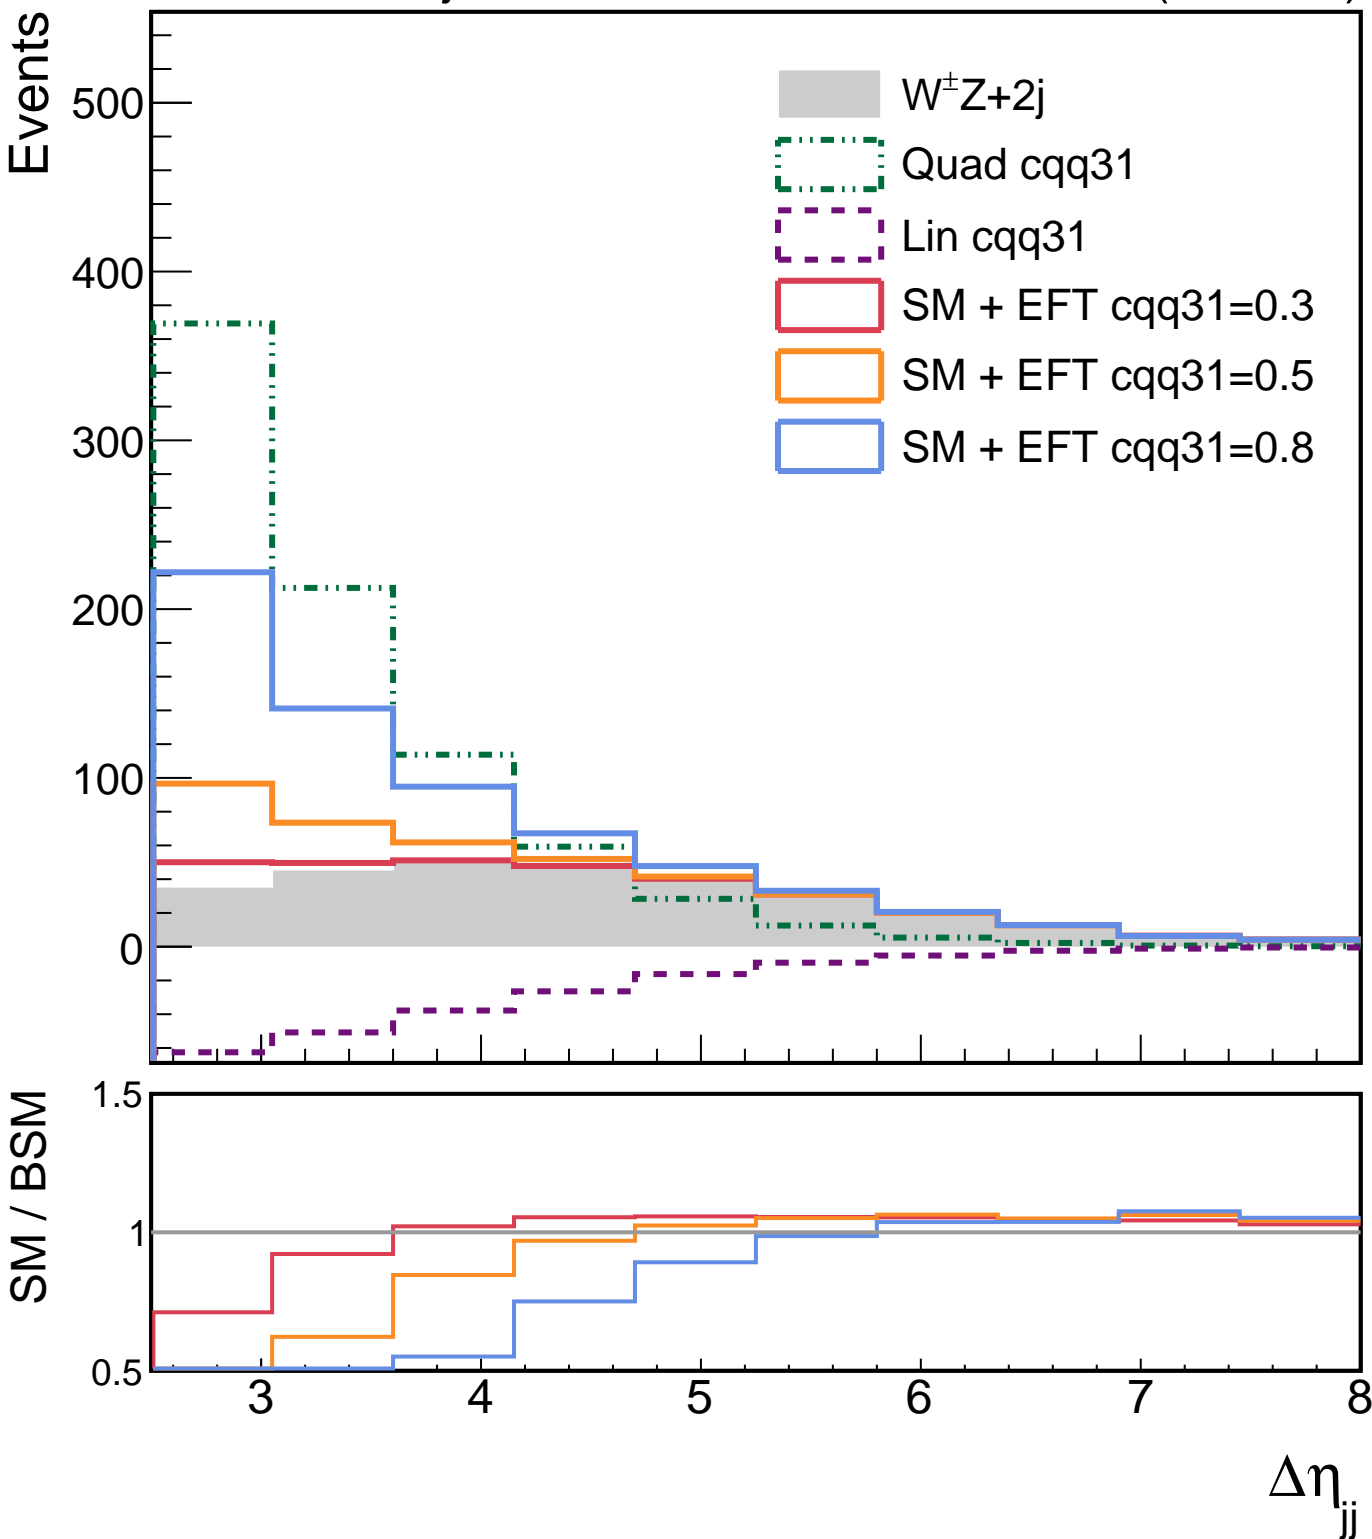 Events
500
400
300
200
100
0
W±Z+2j
Quad cqq31
Lin cqq31
SM + EFT cqq31=0.3
SM + EFT cqq31=0.5
SM + EFT cqq31=0.8
SM / BSM
1.5
1
0.5
3 4 5 6 7 8
Δηjj